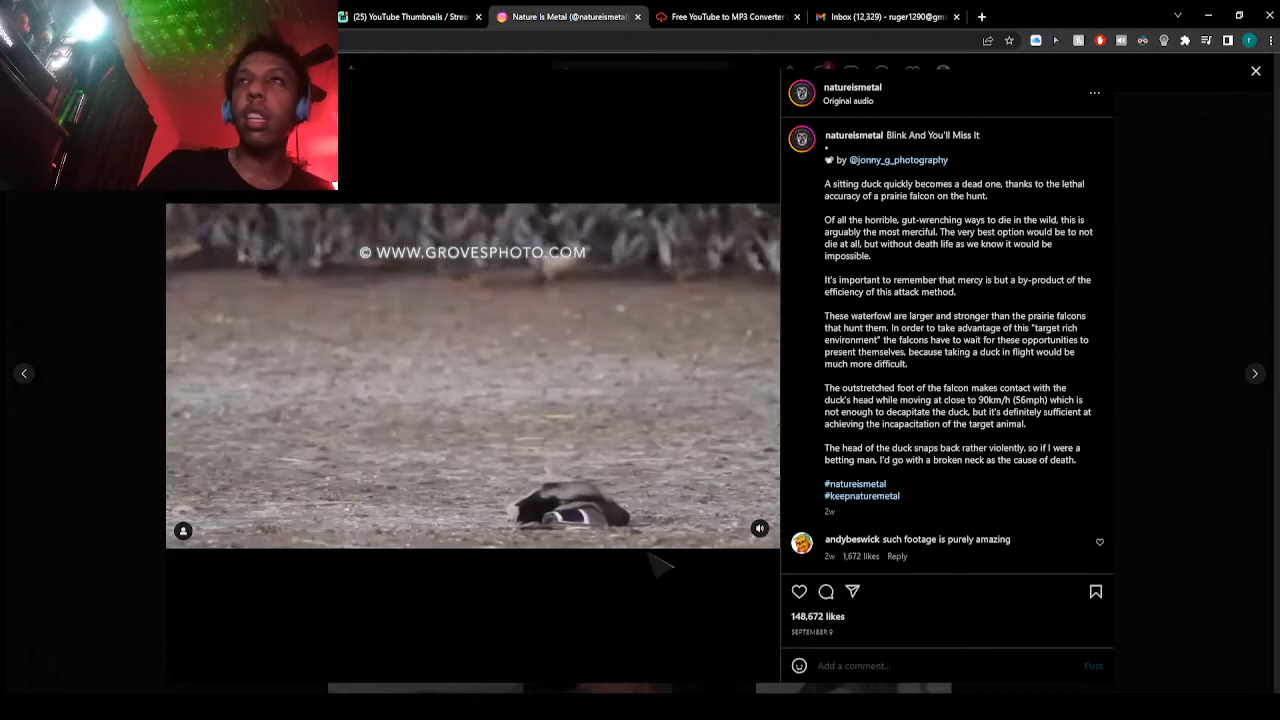 (25) YouTube Thumbnails / Strea
Nature is Metal (@natureismetal
Free YouTube to MP3 Converter
Inbox (12,329) - ruger1290@gm
natureismetal
Original audio
natureismetal Blink And You'll Miss It
.
by @jonny_g_photography
A sitting duck quickly becomes a dead one, thanks to the lethal
accuracy of a prairie falcon on the hunt.
Of all the horrible, gut-wrenching ways to die in the wild, this is
arguably the most merciful. The very best option would be to not
die at all, but without death life as we know it would be
impossible.
It's important to remember that mercy is but a by-product of the
efficiency of this attack method.
These waterfowl are larger and stronger than the prairie falcons
that hunt them. In order to take advantage of this "target rich
environment" the falcons have to wait for these opportunities to
present themselves, because taking a duck in flight would be
much more difficult.
The outstretched foot of the falcon makes contact with the
duck's head while moving at close to 90km/h (56mph) which is
not enough to decapitate the duck, but it's definitely sufficient at
achieving the incapacitation of the target animal.
The head of the duck snaps back rather violently, so if I were a
betting man, I'd go with a broken neck as the cause of death.
#natureismetal
#keepnaturemetal
2w
andybeswick such footage is purely amazing
2w 1,672 likes Reply
148,672 likes
SEPTEMBER 9
Add a comment...
Post
© WWW.GROVESPHOTO.COM